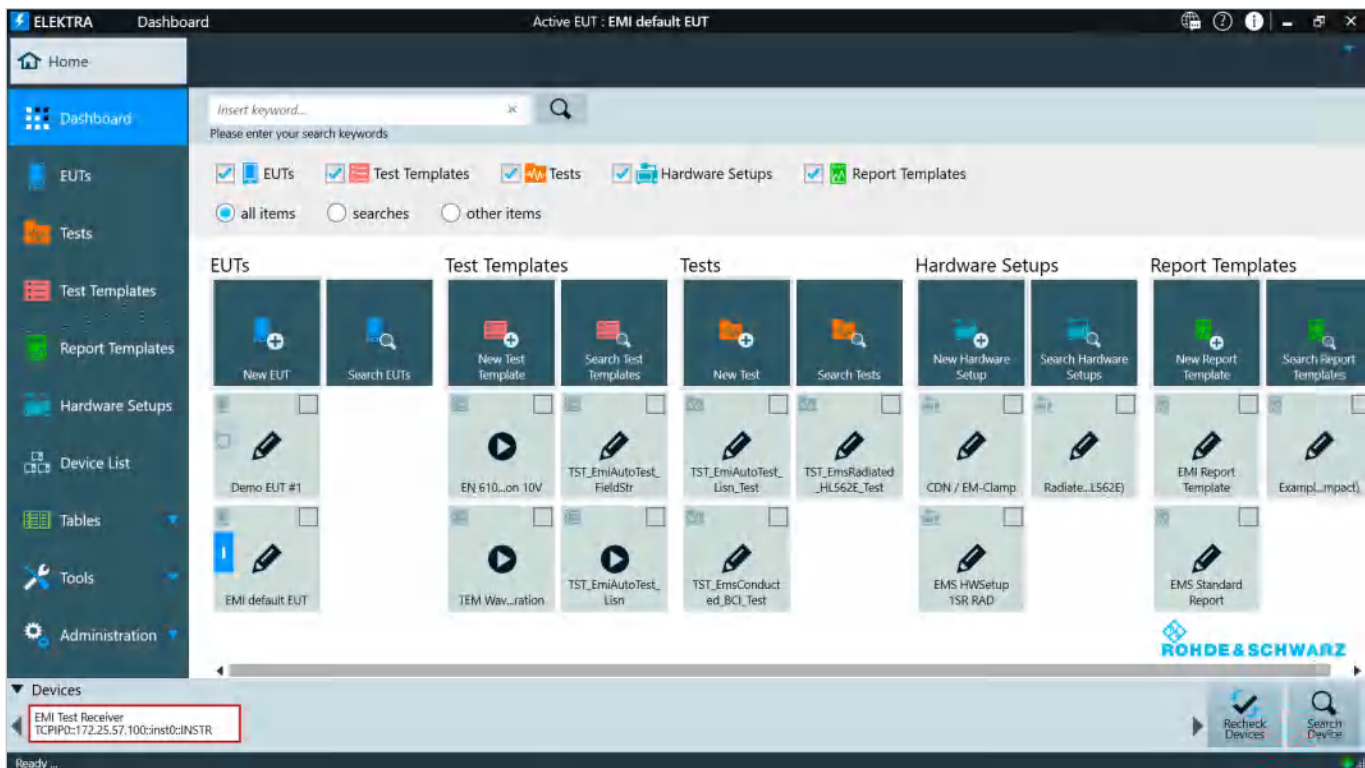 ELEKTRA Dashboard Active EUT : EMI default EUT
Home
Dashboard
EUTs
Tests
Test Templates
Report Templates
Hardware Setups
Device List
Tables
Tools
Administration
Insert keyword...
Please enter your search keywords
EUTs Test Templates Tests Hardware Setups Report Templates
all items searches other items
EUTs
New EUT
Search EUTs
Demo EUT #1
EMI default EUT
Test Templates
New Test
Template
Search Test
Templates
EN 610...on 10V
TST_EmiAutoTest_
FieldStr
TEM Wav...ration
TST_EmiAutoTest_
Lisn
Tests
New Test
Search Tests
TST_EmiAutoTest_
Lisn_Test
TST_EmsRadiated
_HL562E_Test
TST_EmsConduct
ed_BCI_Test
Hardware Setups
New Hardware
Setup
Search Hardware
Setups
CDN / EM-Clamp
Radiate...L562E)
EMS HWSetup
1SR RAD
Report Templates
New Report
Template
Search Report
Templates
EMI Report
Template
Exampl...mpact)
EMS Standard
Report
ROHDE&SCHWARZ
Devices
EMI Test Receiver
TCPIP0::172.25.57.100::inst0::INSTR
Recheck
Devices
Search
Device
Ready ...